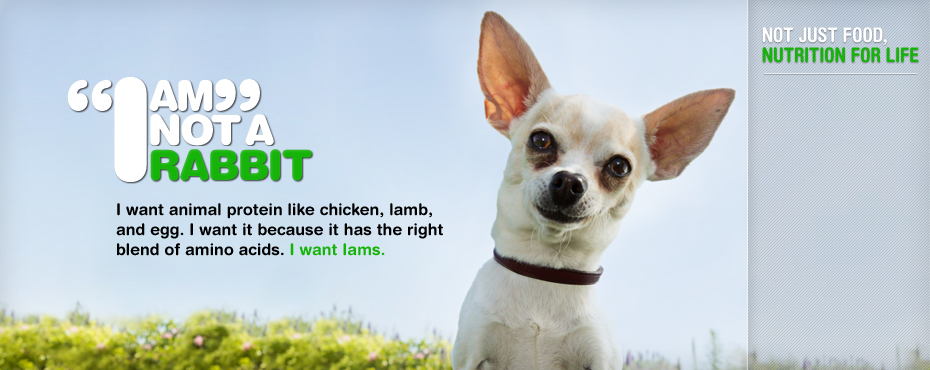 “I AM”
NOT A
RABBIT
I want animal protein like chicken, lamb,
and egg. I want it because it has the right
blend of amino acids. I want Iams.
NOT JUST FOOD,
NUTRITION FOR LIFE